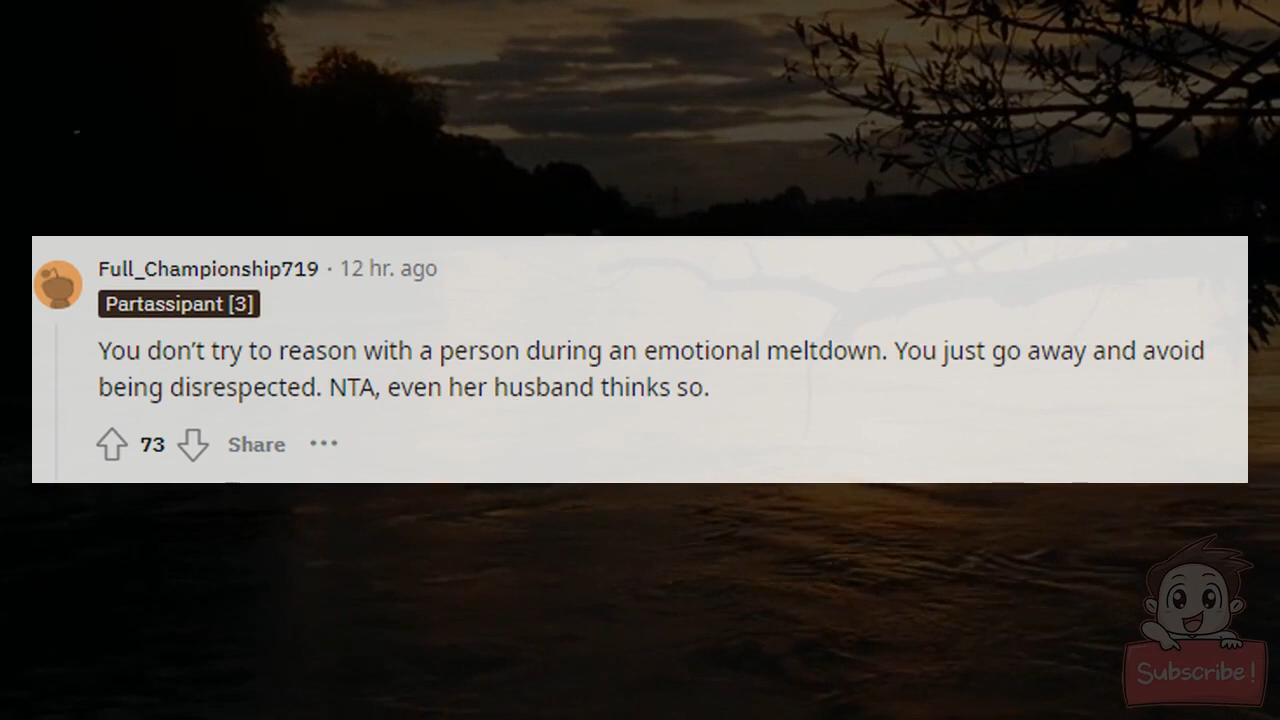 Full_Championship719 · 12 hr. ago
Partassipant [3]
You don’t try to reason with a person during an emotional meltdown. You just go away and avoid
being disrespected. NTA, even her husband thinks so.
73 Share ···
Subscribe!